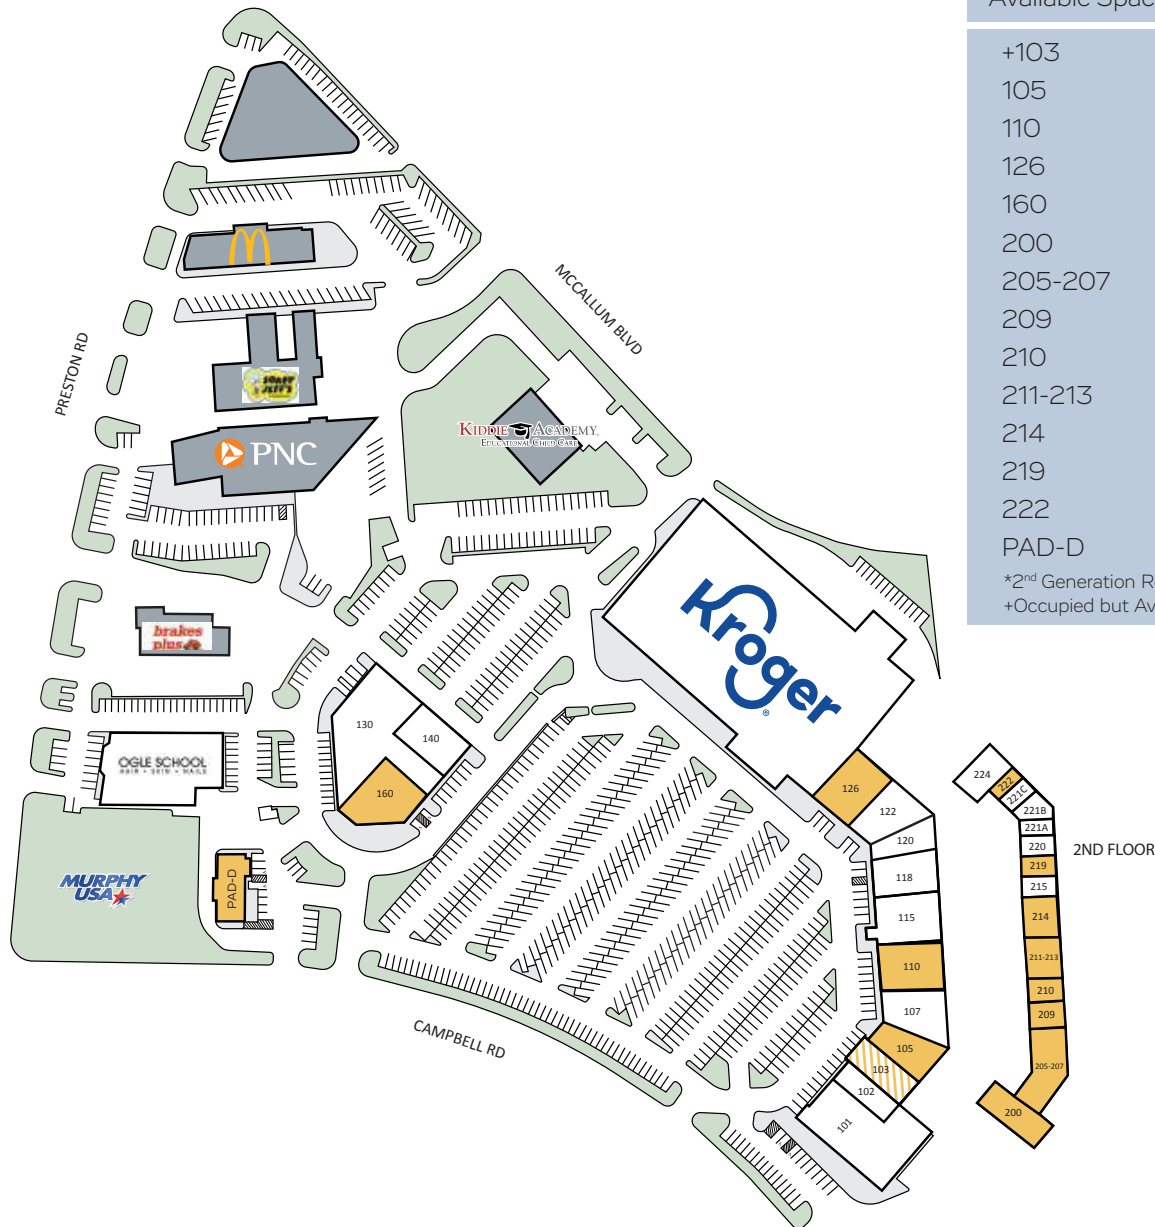 Available Spac
+103
105
110
126
160
200
205-207
209
210
211-213
214
219
222
PAD-D
*2nd Generation Re
+Occupied but Av
MCCALLUM BLVD
PRESTON RD
KIDDIE ACADEMY
EDUCATIONAL CHILD CARE
PNC
Kroger
brakes
plus
OGLE SCHOOL
HAIR • SKIN • NAILS
MURPHY
USA
PAD-D
130
140
160
126
122
120
118
115
110
107
105
103
102
101
CAMPBELL RD
224
222
221C
221B
221A
220
219
215
214
211-213
210
209
205-207
200
2ND FLOOR